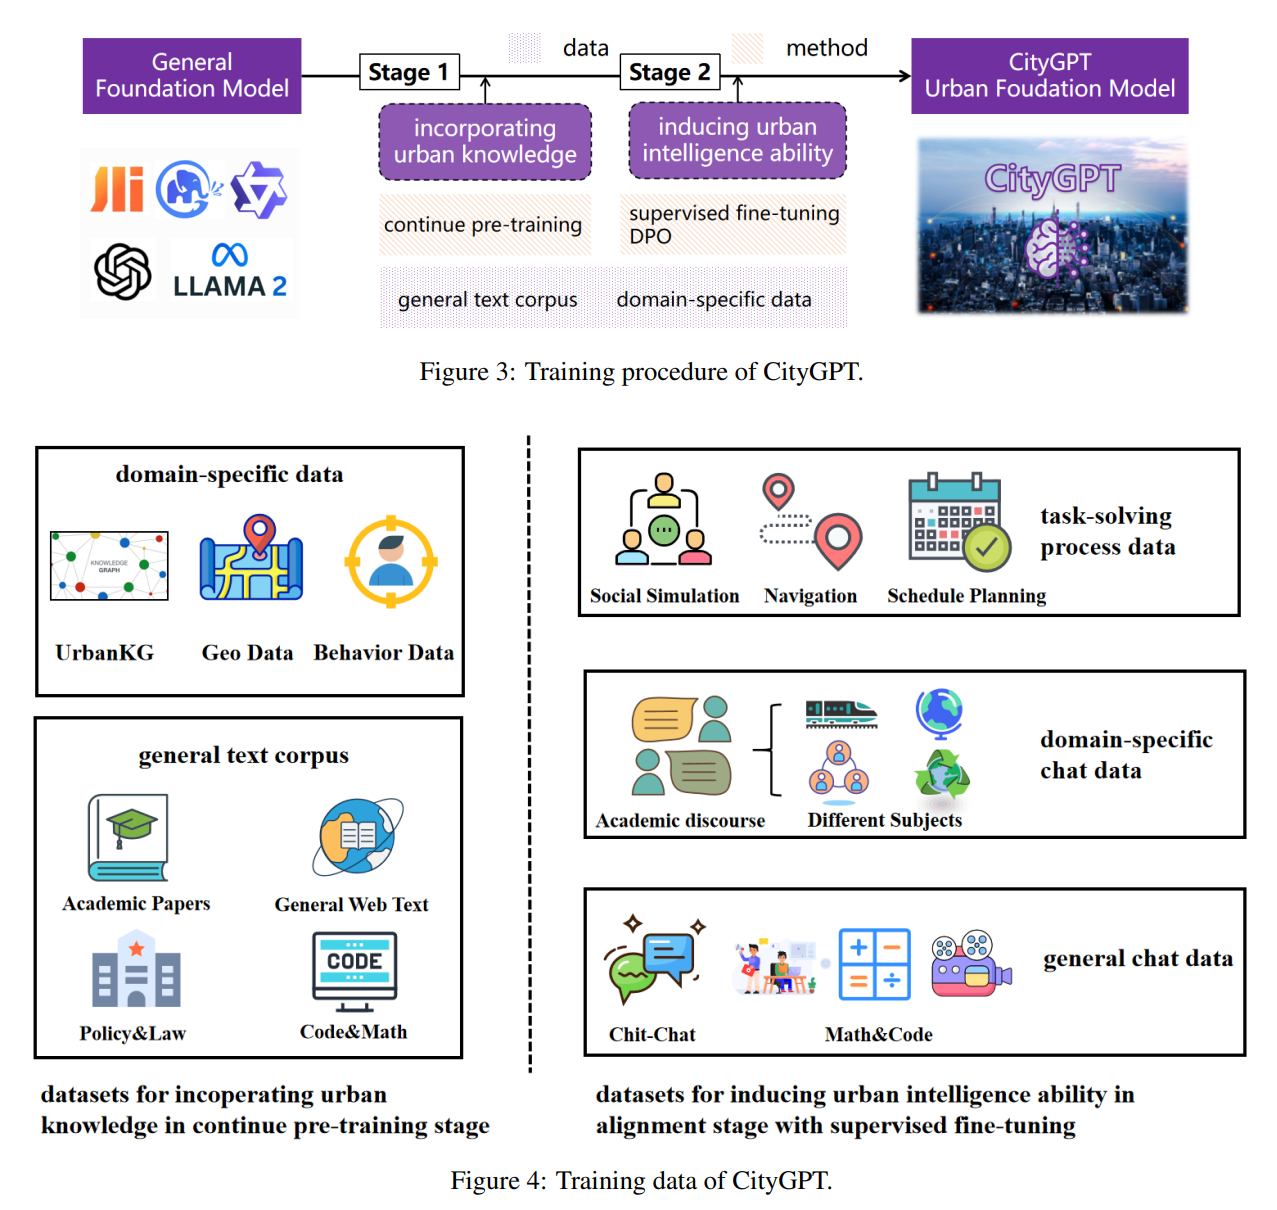 General
Foundation Model
Stage 1
data
Stage 2
method
CityGPT
Urban Foudation Model
incorporating
urban knowledge
inducing urban
intelligence ability
CityGPT
continue pre-training
supervised fine-tuning
DPO
LLAMA 2
general text corpus
domain-specific data
Figure 3: Training procedure of CityGPT.
domain-specific data
KNOWLEDGE
GRAPH
UrbanKG
Geo Data
Behavior Data
general text corpus
Academic Papers
General Web Text
CODE
Policy&Law
Code&Math
datasets for incoperating urban
knowledge in continue pre-training stage
task-solving
process data
Social Simulation
Navigation
Schedule Planning
domain-specific
chat data
Academic discourse
Different Subjects
general chat data
Chit-Chat
Math&Code
datasets for inducing urban intelligence ability in
alignment stage with supervised fine-tuning
Figure 4: Training data of CityGPT.